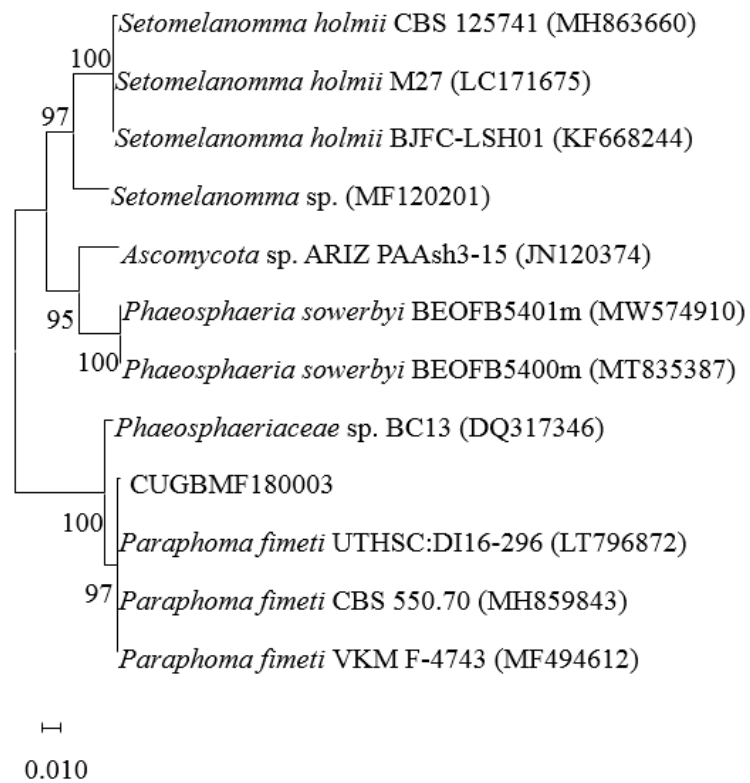 Setomelanomma holmii CBS 125741 (MH863660)
100
Setomelanomma holmii M27 (LC171675)
97
Setomelanomma holmii BJFC-LSH01 (KF668244)
Setomelanomma sp. (MF120201)
Ascomycota sp. ARIZ PAAsh3-15 (JN120374)
Phaeosphaeria sowerbyi BEOFB5401m (MW574910)
95
100
Phaeosphaeria sowerbyi BEOFB5400m (MT835387)
Phaeosphaeriaceae sp. BC13 (DQ317346)
CUGBMF180003
100
Paraphoma fimeti UTHSC:DI16-296 (LT796872)
97
Paraphoma fimeti CBS 550.70 (MH859843)
Paraphoma fimeti VKM F-4743 (MF494612)
0.010